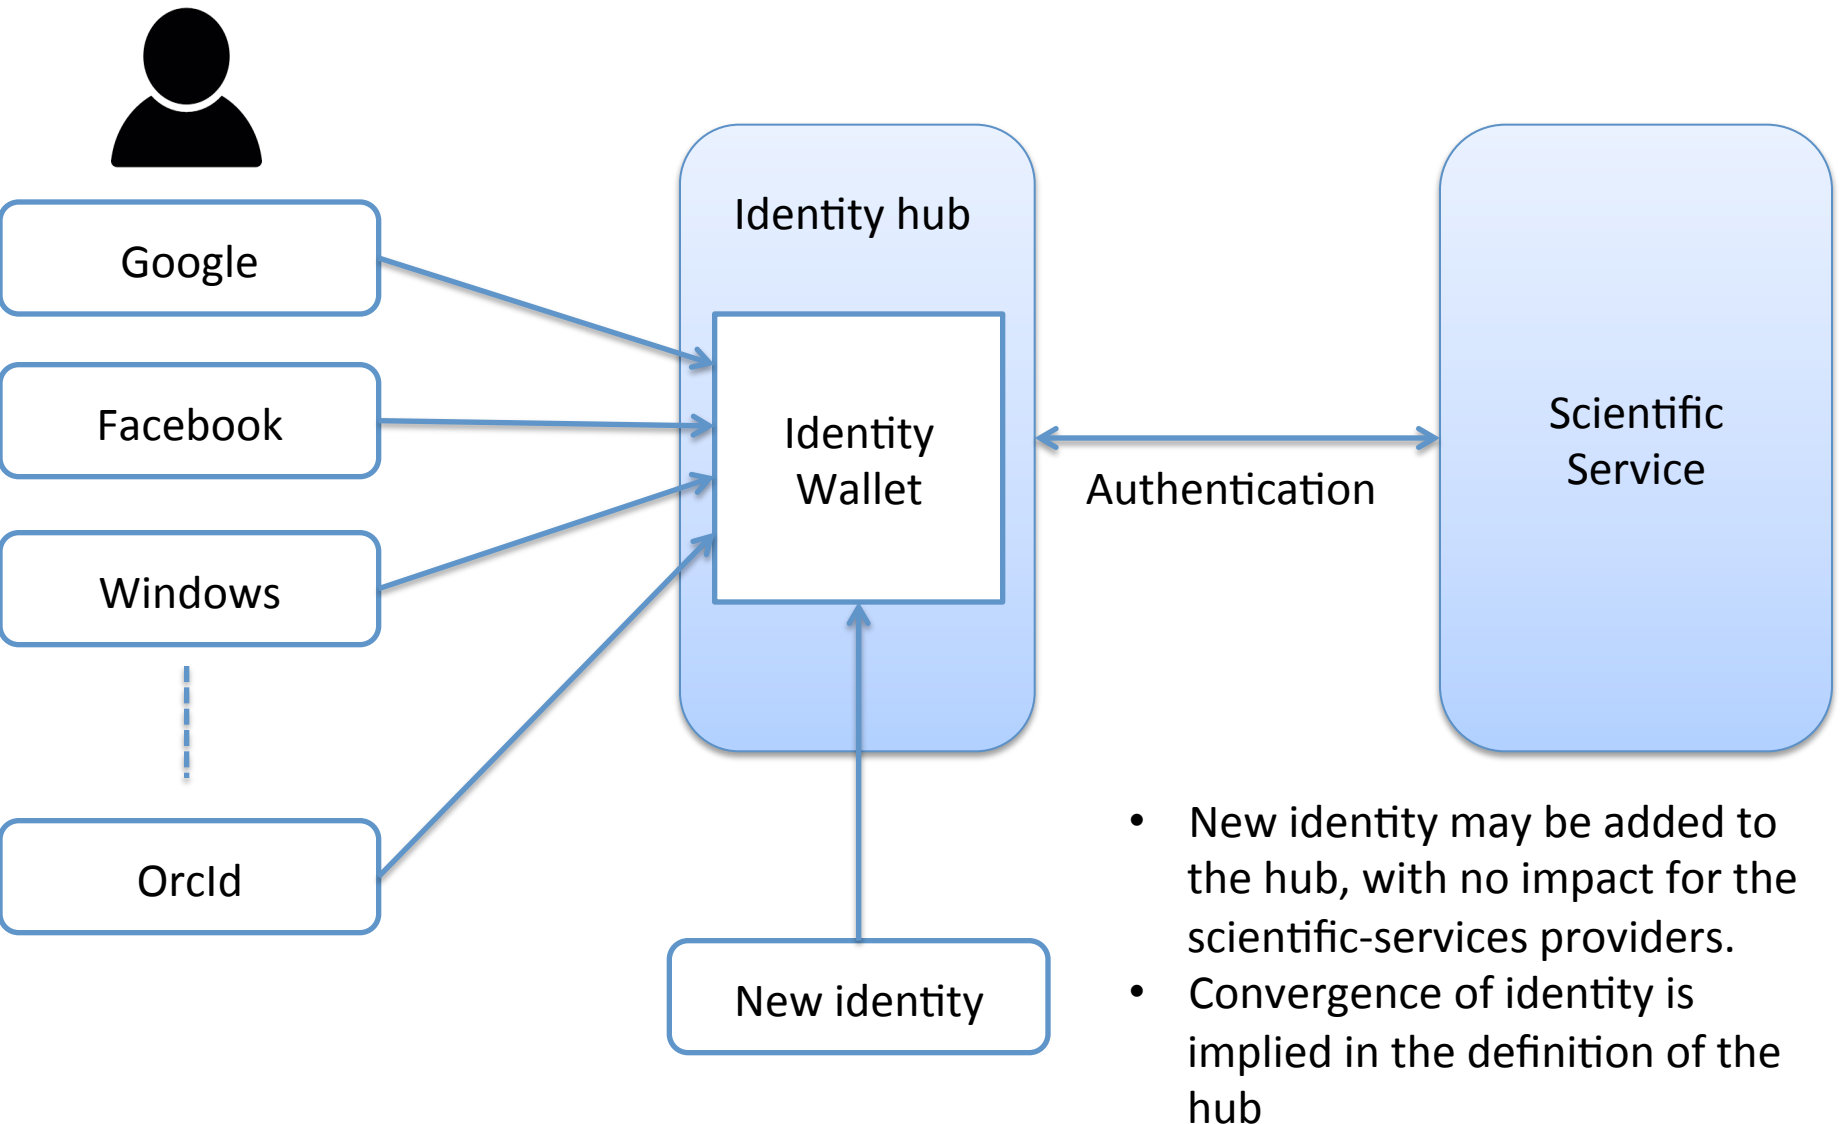 Google
Facebook
Windows
OrcId
Identity hub
Identity
Wallet
New identity
Authentication
Scientific
Service
• New identity may be added to
the hub, with no impact for the
scientific-services providers.
• Convergence of identity is
implied in the definition of the
hub